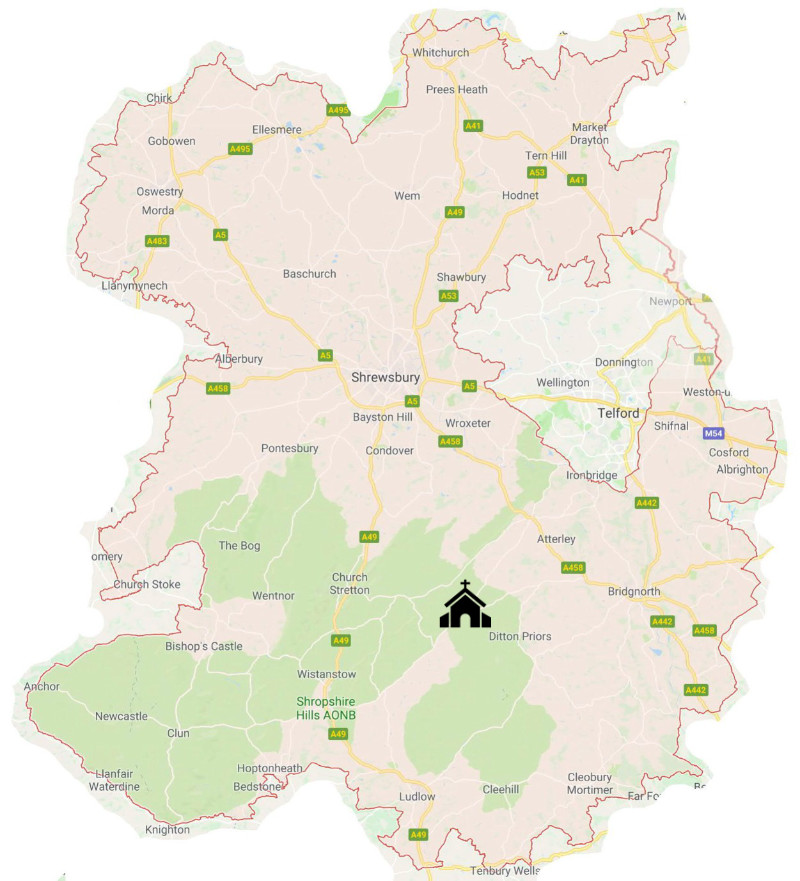 M
Whitchurch
Prees Heath
Chirk
A495
Ellesmere
A41
Market
Drayton
Gobowen
A495
Tern Hill
A53
A41
Oswestry
Wem
Hodnet
Morda
A49
A5
A483
Baschurch
Shawbury
Llanymynech
A53
Newport
Alberbury
A5
A41
Donnington
Shrewsbury
Wellington
A458
A5
Weston-u
A5
Telford
Bayston Hill
Wroxeter
Shifnal
M54
A458
Pontesbury
Condover
Cosford
Albrighton
Ironbridge
A442
A49
Atterley
The Bog
omery
A458
Church Stoke
Church
Stretton
Wentnor
Bridgnorth
A442
A458
Ditton Priors
A49
Bishop's Castle
Wistanstow
Anchor
A442
Shropshire
Hills AONB
Newcastle
Clun
A49
Hoptonheath
Llanfair
Waterdine
Bedstone
Cleobury
Mortimer
Cleehill
Ludlow
Far Fo
Knighton
A49
Tenbury Wells